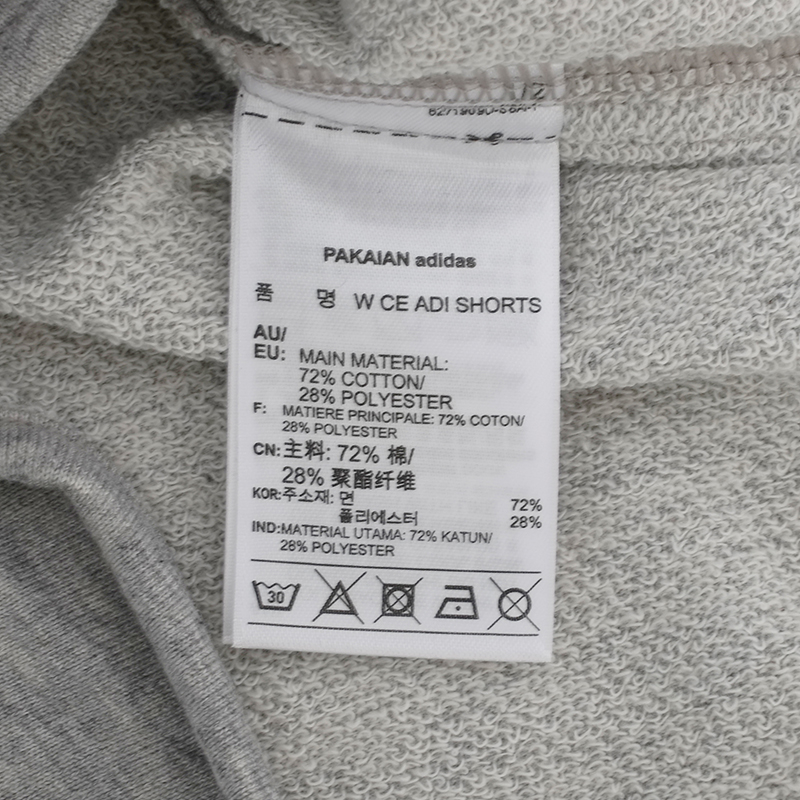 PAKAIAN adidas
품 명 W CE ADI SHORTS
AU/
EU: MAIN MATERIAL:
72% COTTON/
28% POLYESTER
F: MATIERE PRINCIPALE: 72% COTON/
28% POLYESTER
CN:主料: 72% 棉/
28% 聚酯纤维
KOR:주소재: 면 72%
폴리에스터 28%
IND:MATERIAL UTAMA: 72% KATUN/
28% POLYESTER
30